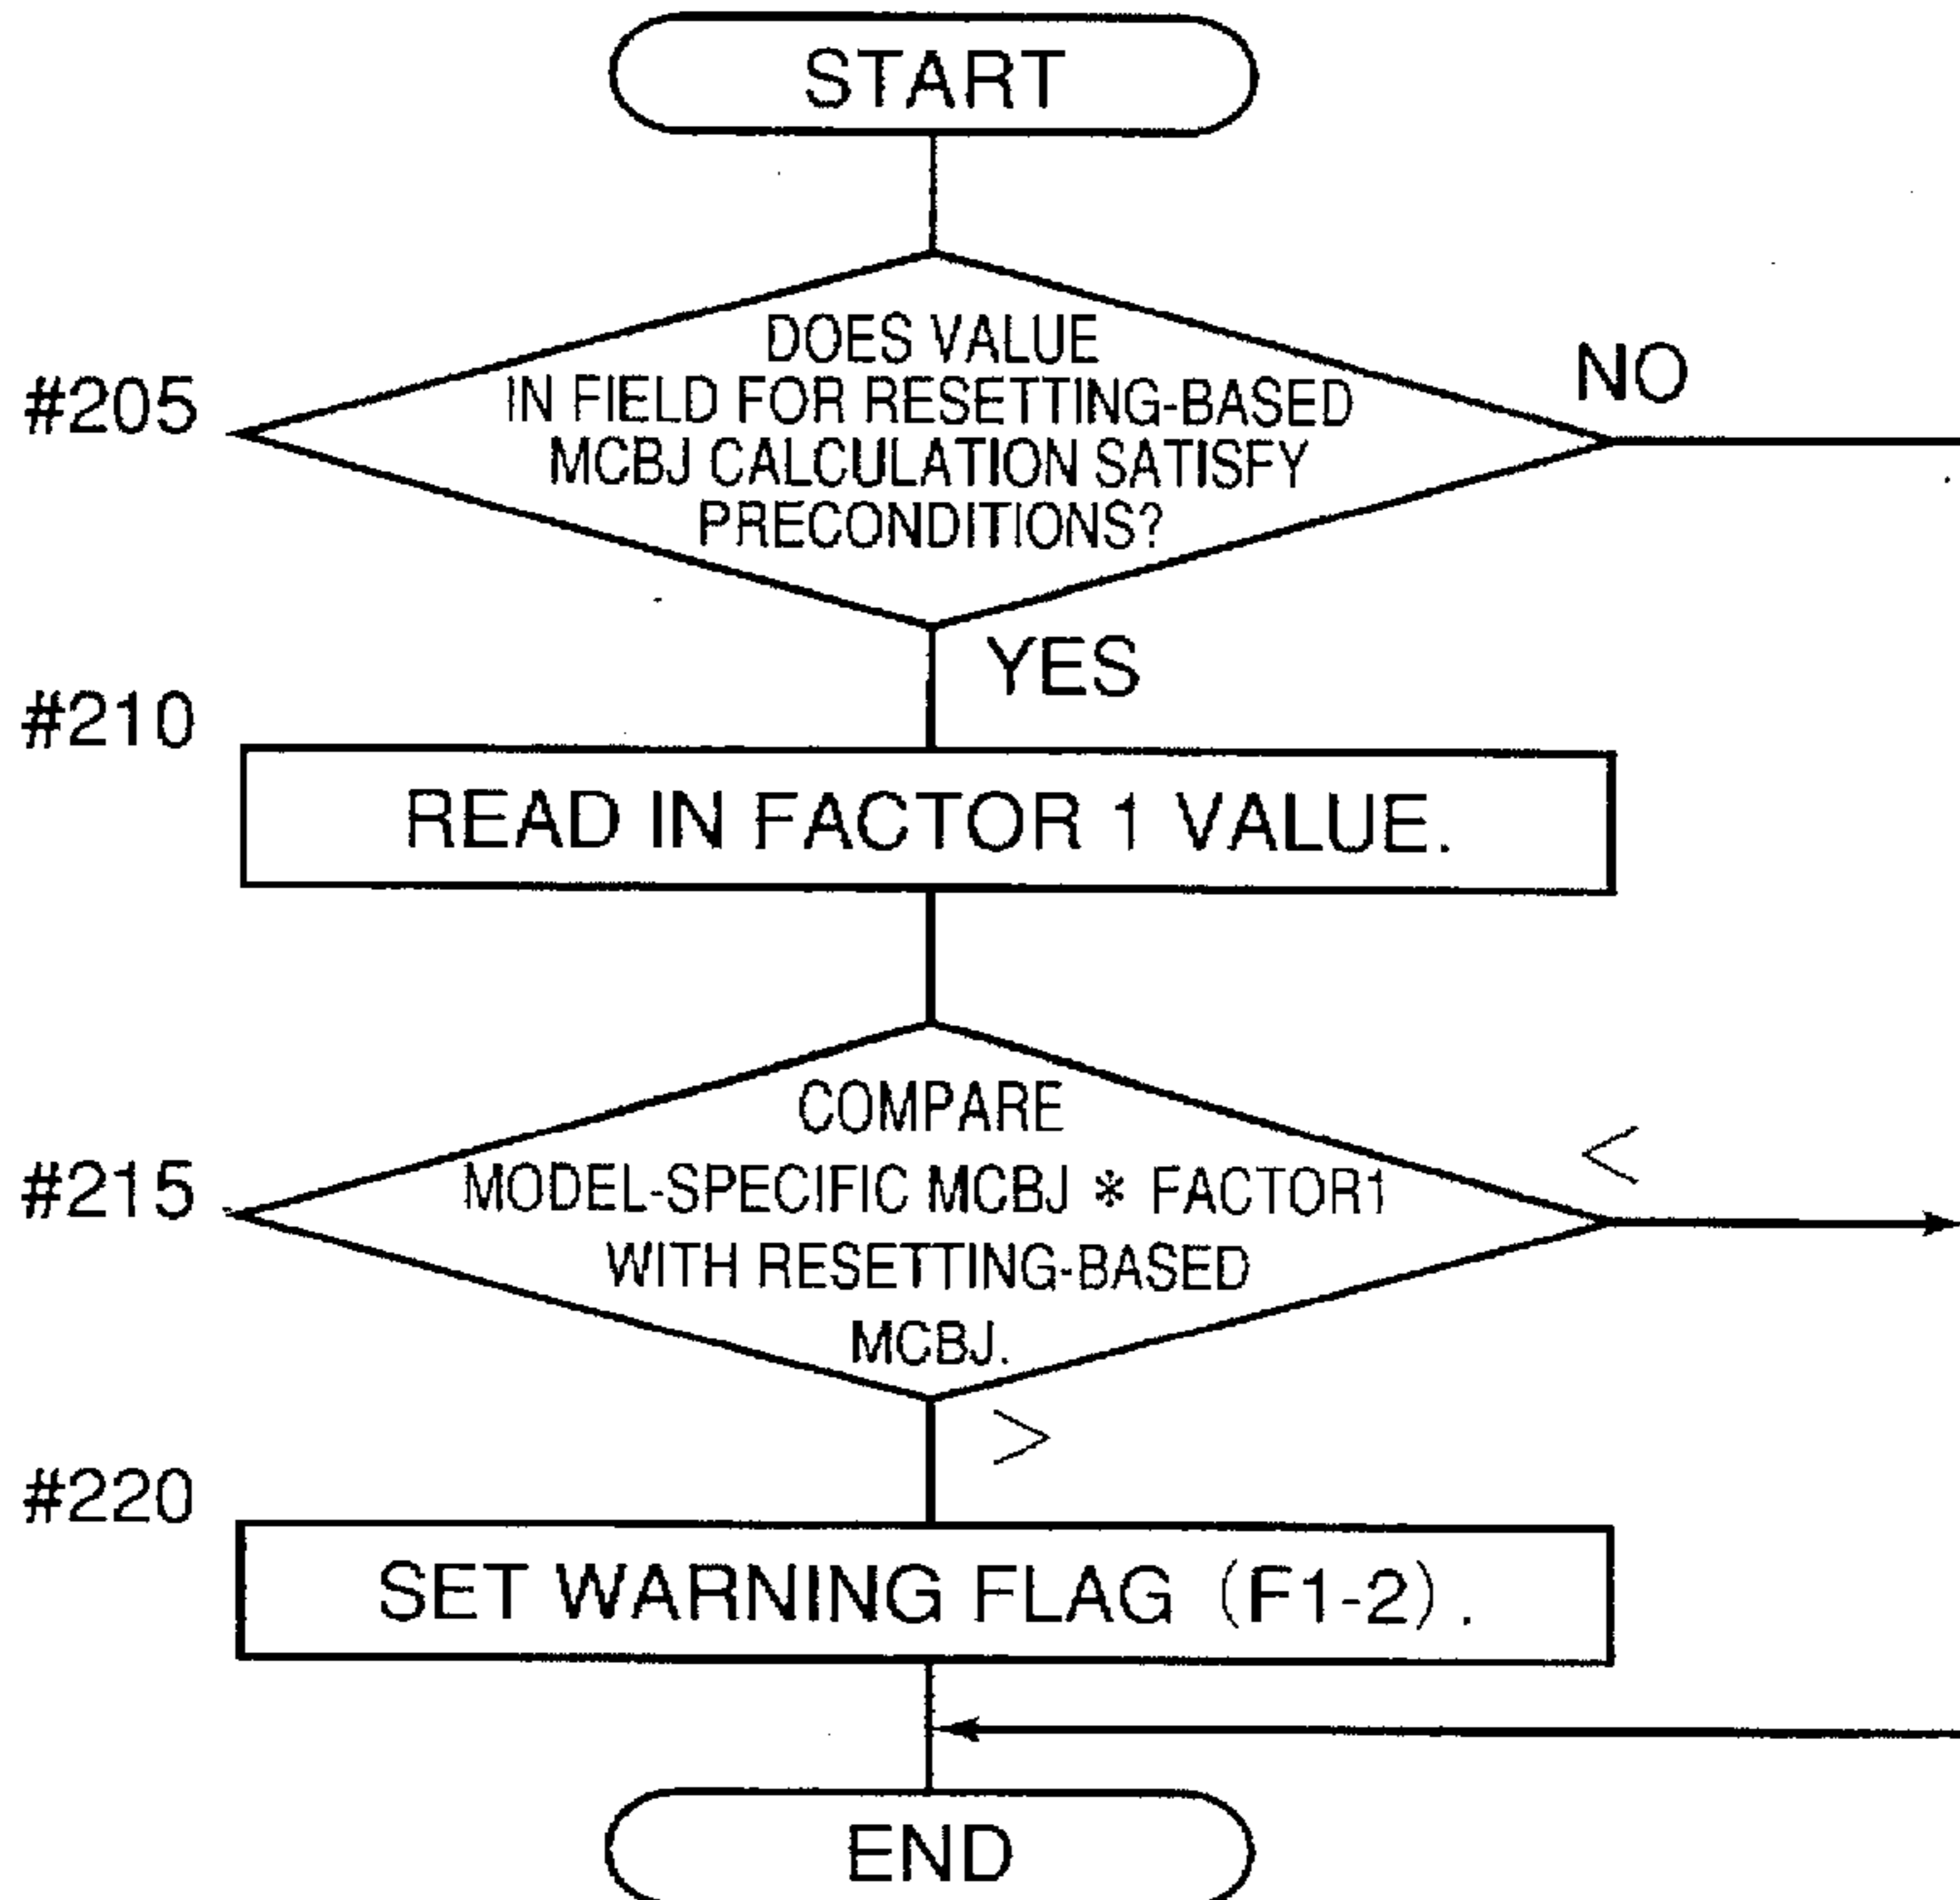 START
#205
DOES VALUE
IN FIELD FOR RESETTING-BASED
MCBJ CALCULATION SATISFY
PRECONDITIONS?
NO
YES
#210
READ IN FACTOR 1 VALUE.
#215
COMPARE
MODEL-SPECIFIC MCBJ * FACTOR1
WITH RESETTING-BASED
MCBJ.
<
>
#220
SET WARNING FLAG (F1-2).
END